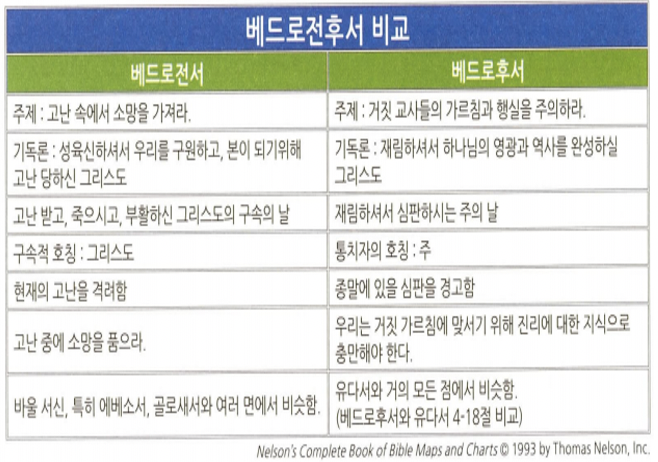 베드로전후서 비교
베드로전서
베드로후서
주제 : 고난 속에서 소망을 가져라.
주제 : 거짓 교사들의 가르침과 행실을 주의하라.
기독론 : 성육신하셔서 우리를 구원하고, 본이 되기위해
고난 당하신 그리스도
기독론 : 재림하셔서 하나님의 영광과 역사를 완성하실
그리스도
고난 받고, 죽으시고, 부활하신 그리스도의 구속의 날
재림하셔서 심판하시는 주의 날
구속적 호칭 : 그리스도
통치자의 호칭 : 주
현재의 고난을 격려함
종말에 있을 심판을 경고함
고난 중에 소망을 품으라.
우리는 거짓 가르침에 맞서기 위해 진리에 대한 지식으로
충만해야 한다.
바울 서신, 특히 에베소서, 골로새서와 여러 면에서 비슷함.
유다서와 거의 모든 점에서 비슷함.
(베드로후서와 유다서 4-18절 비교)
Nelson's Complete Book of Bible Maps and Charts © 1993 by Thomas Nelson, Inc.